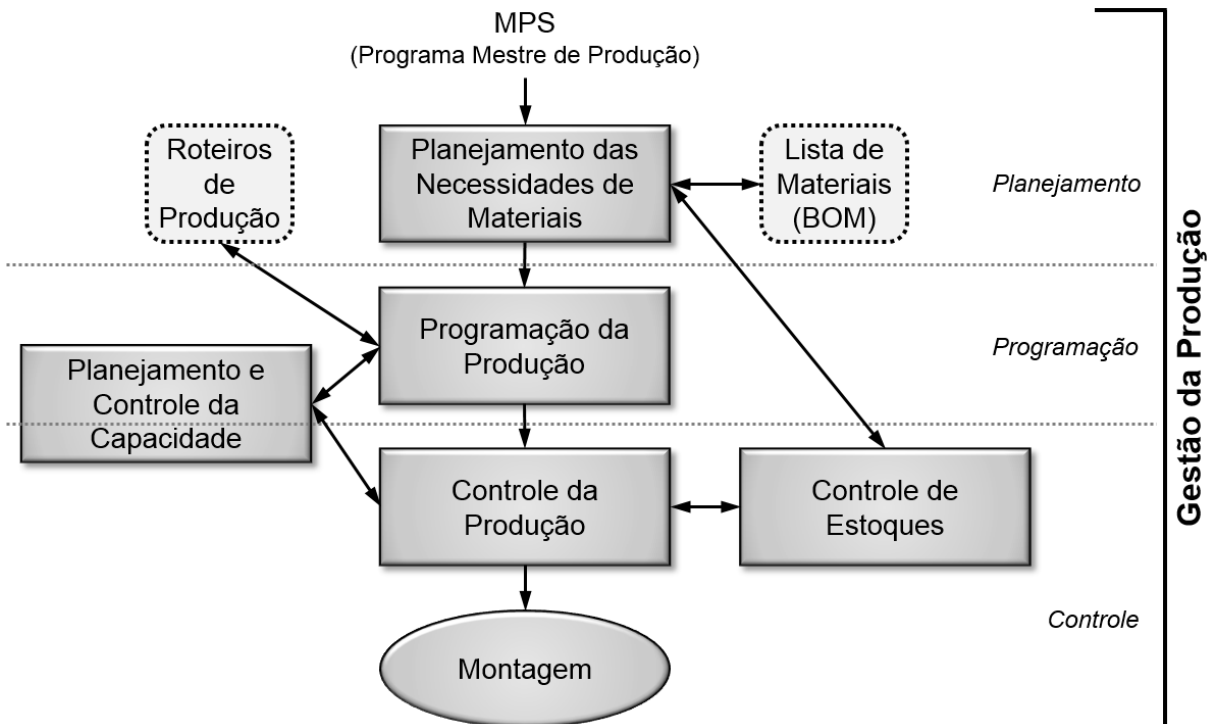 MPS
(Programa Mestre de Produção)
Roteiros
de
Produção
Planejamento das
Necessidades de
Materiais
Lista de
Materiais
(BOM)
Planejamento
Programação da
Produção
Programação
Planejamento e
Controle da
Capacidade
Controle da
Produção
Controle de
Estoques
Controle
Montagem
Gestão da Produção